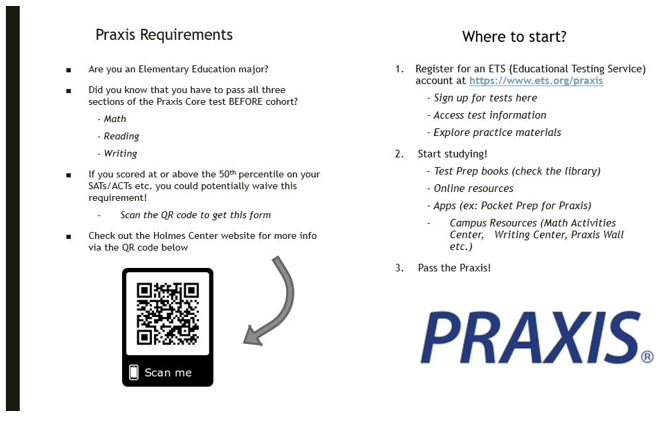 Praxis Requirements
▪ Are you an Elementary Education major?
▪ Did you know that you have to pass all three
sections of the Praxis Core test BEFORE cohort?
- Math
- Reading
- Writing
▪ If you scored at or above the 50th percentile on your
SATs/ACTs etc. you could potentially waive this
requirement!
- Scan the QR code to get this form
▪ Check out the Holmes Center website for more info
via the QR code below
Scan me
Where to start?
1. Register for an ETS (Educational Testing Service)
account at https://www.ets.org/praxis
- Sign up for tests here
- Access test information
- Explore practice materials
2. Start studying!
- Test Prep books (check the library)
- Online resources
- Apps (ex: Pocket Prep for Praxis)
- Campus Resources (Math Activities
Center, Writing Center, Praxis Wall
etc.)
3. Pass the Praxis!
PRAXIS®